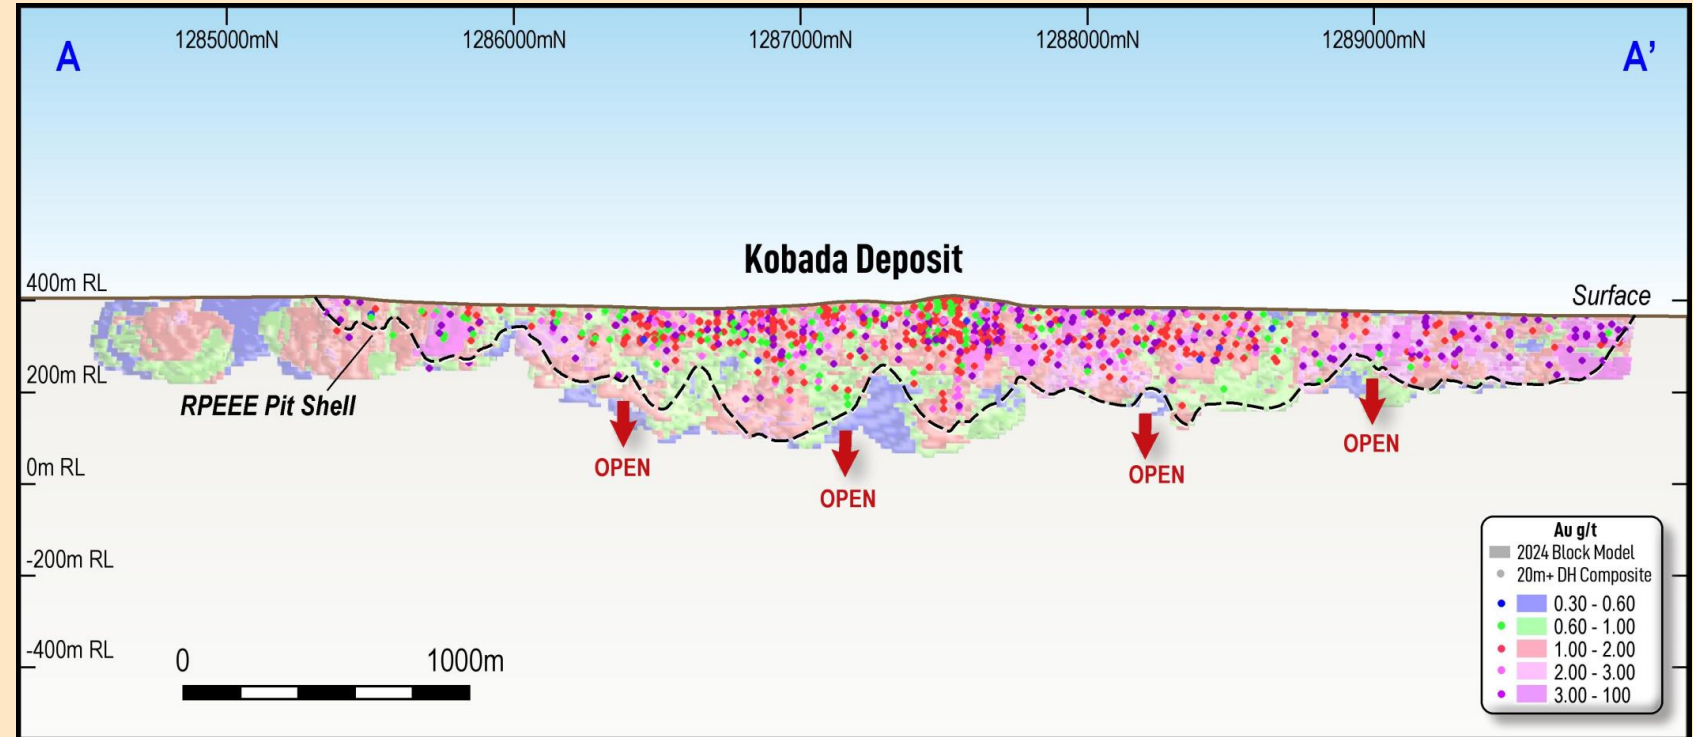 1285000mN
1286000mN
1287000mN
1288000mN
1289000mN
A
A’
Kobada Deposit
400m RL
Surface
200m RL
RPEEE Pit Shell
0m RL
OPEN
OPEN
OPEN
OPEN
-200m RL
-400m RL
0
1000m
Au g/t
2024 Block Model
20m+ DH Composite
0.30 - 0.60
0.60 - 1.00
1.00 - 2.00
2.00 - 3.00
3.00 - 100